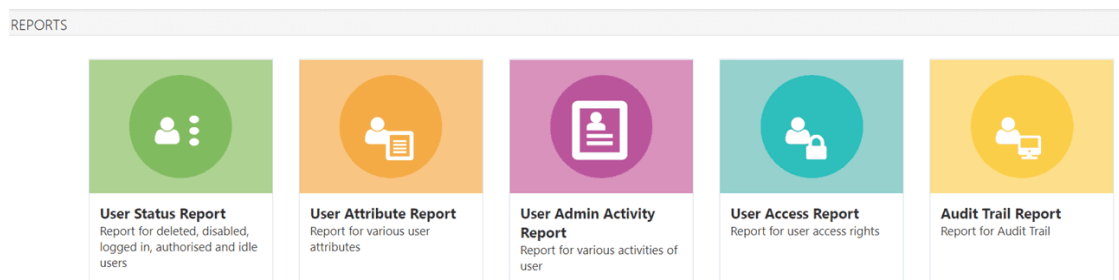 REPORTS
User Status Report
Report for deleted, disabled,
logged in, authorised and idle
users
User Attribute Report
Report for various user
attributes
User Admin Activity
Report
Report for various activities of
user
User Access Report
Report for user access rights
Audit Trail Report
Report for Audit Trail